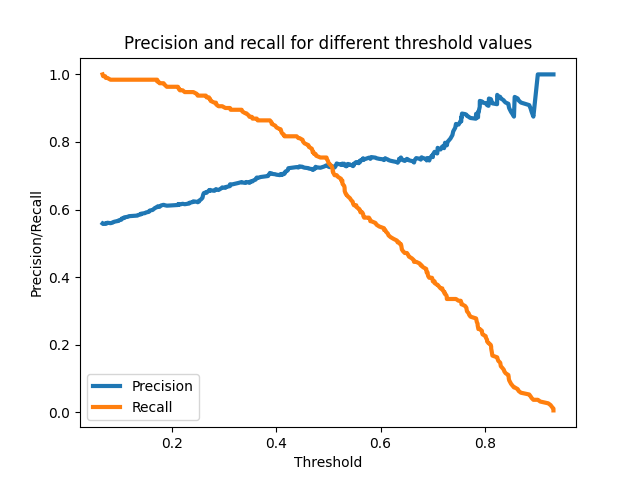 Precision and recall for different threshold values
1.0
0.8
0.6
0.4
0.2
0.0
Precision/Recall
Precision
Recall
0.2 0.4 0.6 0.8
Threshold